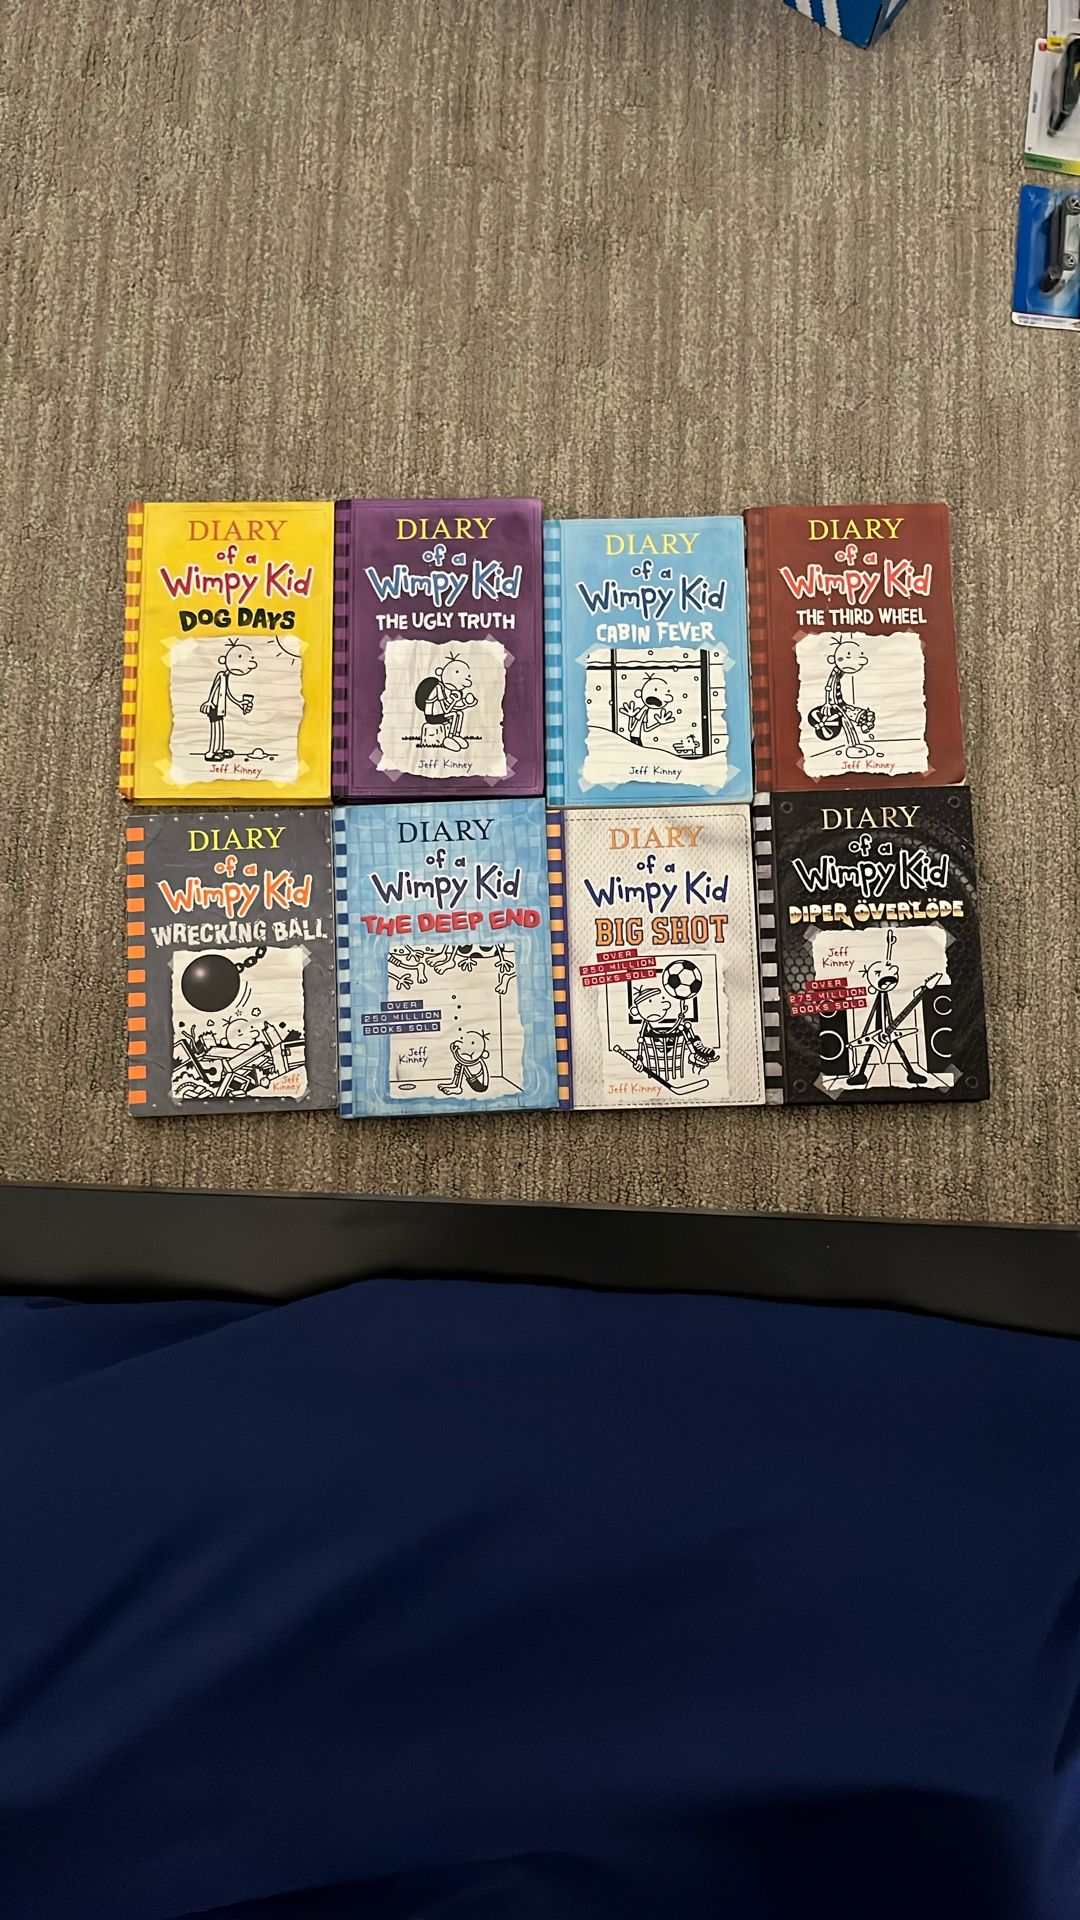 DIARY
of a
Wimpy Kid
DOG DAYS
Jeff Kinney
DIARY
of a
Wimpy Kid
THE UGLY TRUTH
Jeff Kinney
DIARY
of a
Wimpy Kid
CABIN FEVER
Jeff Kinney
DIARY
of a
Wimpy Kid
THE THIRD WHEEL
Jeff Kinney
DIARY
of a
Wimpy Kid
WRECKING BALL
Jeff
Kinney
DIARY
of a
Wimpy Kid
THE DEEP END
OVER
250 MILLION
BOOKS SOLD
Jeff
Kinney
DIARY
of a
Wimpy Kid
BIG SHOT
OVER
250 MILLION
BOOKS SOLD
Jeff Kinney
DIARY
of a
Wimpy Kid
DIPER ÖVERLÖDE
Jeff
Kinney
OVER
275 MILLION
BOOKS SOLD